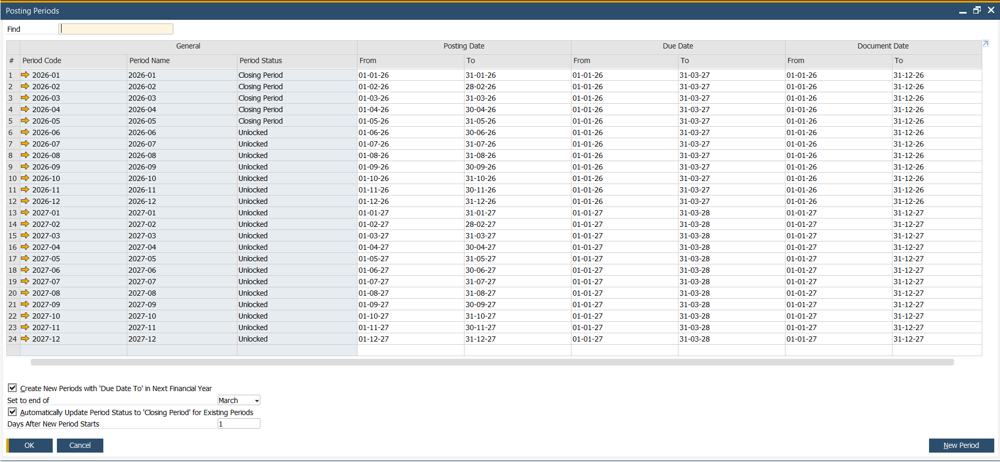 Posting Periods
Find
General Posting Date Due Date Document Date
# Period Code Period Name Period Status From To From To From To
1 2026-01 2026-01 Closing Period 01-01-26 31-01-26 01-01-26 31-03-27 01-01-26 31-12-26
2 2026-02 2026-02 Closing Period 01-02-26 28-02-26 01-01-26 31-03-27 01-01-26 31-12-26
3 2026-03 2026-03 Closing Period 01-03-26 31-03-26 01-01-26 31-03-27 01-01-26 31-12-26
4 2026-04 2026-04 Closing Period 01-04-26 30-04-26 01-01-26 31-03-27 01-01-26 31-12-26
5 2026-05 2026-05 Closing Period 01-05-26 31-05-26 01-01-26 31-03-27 01-01-26 31-12-26
6 2026-06 2026-06 Unlocked 01-06-26 30-06-26 01-01-26 31-03-27 01-01-26 31-12-26
7 2026-07 2026-07 Unlocked 01-07-26 31-07-26 01-01-26 31-03-27 01-01-26 31-12-26
8 2026-08 2026-08 Unlocked 01-08-26 31-08-26 01-01-26 31-03-27 01-01-26 31-12-26
9 2026-09 2026-09 Unlocked 01-09-26 30-09-26 01-01-26 31-03-27 01-01-26 31-12-26
10 2026-10 2026-10 Unlocked 01-10-26 31-10-26 01-01-26 31-03-27 01-01-26 31-12-26
11 2026-11 2026-11 Unlocked 01-11-26 30-11-26 01-01-26 31-03-27 01-01-26 31-12-26
12 2026-12 2026-12 Unlocked 01-12-26 31-12-26 01-01-26 31-03-27 01-01-26 31-12-26
13 2027-01 2027-01 Unlocked 01-01-27 31-01-27 01-01-27 31-03-28 01-01-27 31-12-27
14 2027-02 2027-02 Unlocked 01-02-27 28-02-27 01-01-27 31-03-28 01-01-27 31-12-27
15 2027-03 2027-03 Unlocked 01-03-27 31-03-27 01-01-27 31-03-28 01-01-27 31-12-27
16 2027-04 2027-04 Unlocked 01-04-27 30-04-27 01-01-27 31-03-28 01-01-27 31-12-27
17 2027-05 2027-05 Unlocked 01-05-27 31-05-27 01-01-27 31-03-28 01-01-27 31-12-27
18 2027-06 2027-06 Unlocked 01-06-27 30-06-27 01-01-27 31-03-28 01-01-27 31-12-27
19 2027-07 2027-07 Unlocked 01-07-27 31-07-27 01-01-27 31-03-28 01-01-27 31-12-27
20 2027-08 2027-08 Unlocked 01-08-27 31-08-27 01-01-27 31-03-28 01-01-27 31-12-27
21 2027-09 2027-09 Unlocked 01-09-27 30-09-27 01-01-27 31-03-28 01-01-27 31-12-27
22 2027-10 2027-10 Unlocked 01-10-27 31-10-27 01-01-27 31-03-28 01-01-27 31-12-27
23 2027-11 2027-11 Unlocked 01-11-27 30-11-27 01-01-27 31-03-28 01-01-27 31-12-27
24 2027-12 2027-12 Unlocked 01-12-27 31-12-27 01-01-27 31-03-28 01-01-27 31-12-27
Create New Periods with 'Due Date To' in Next Financial Year
Set to end of March
Automatically Update Period Status to 'Closing Period' for Existing Periods
Days After New Period Starts 1
OK Cancel New Period